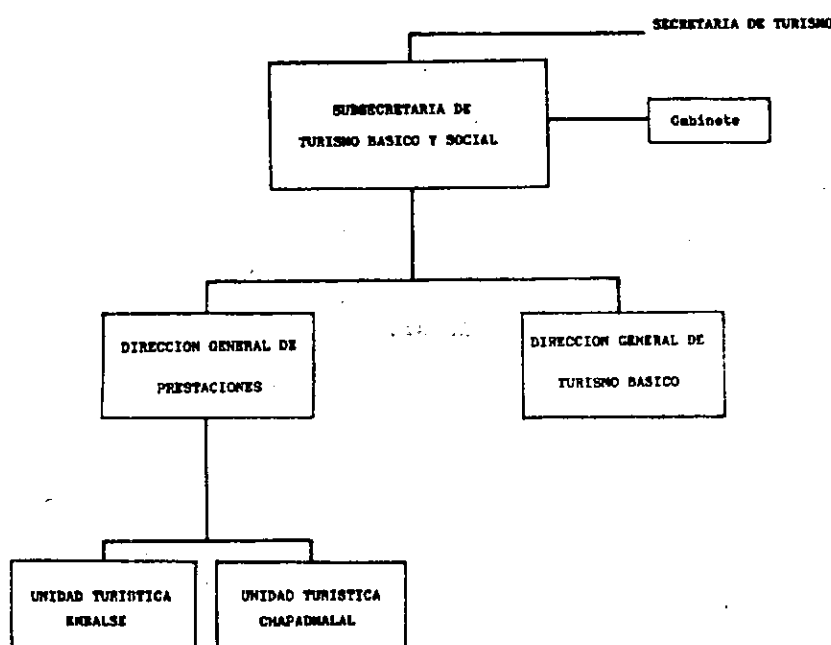 SECRETARIA DE TURISMO
SUBSECRETARIA DE
TURISMO BASICO Y SOCIAL
Gabinete
DIRECCION GENERAL DE
PRESTACIONES
DIRECCION GENERAL DE
TURISMO BASICO
UNIDAD TURISTICA
EMBALSE
UNIDAD TURISTICA
CHAPADMALAL